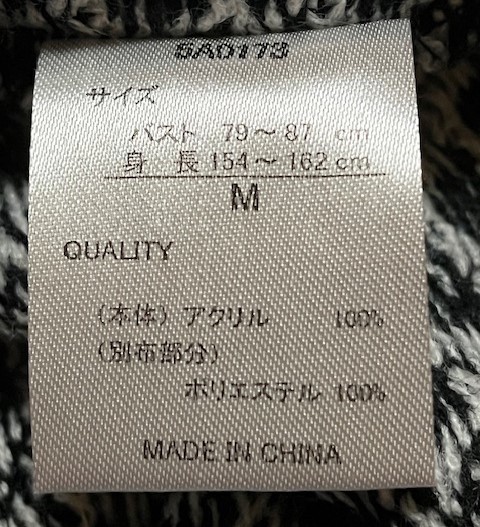 SA0173
サイズ
バスト 79～87 cm
身 長 154～162 cm
M
QUALITY
(本体) アクリル 100%
(別布部分)
ポリエステル 100%
MADE IN CHINA